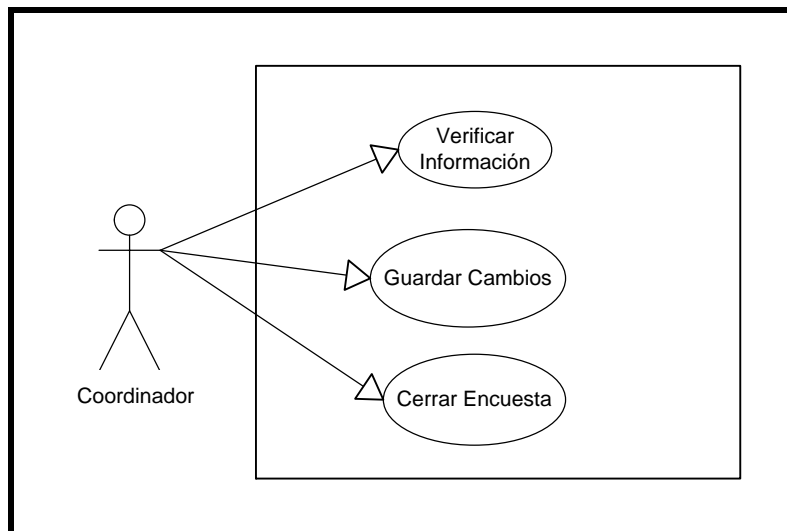 Verificar
Información
Guardar Cambios
Cerrar Encuesta
Coordinador